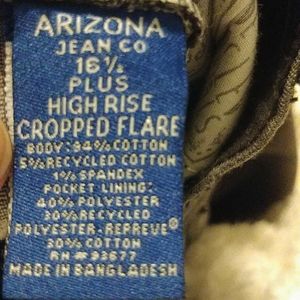 ARIZONA
JEAN CO
16½
PLUS
HIGH RISE
CROPPED FLARE
BODY: 94% COTTON
5% RECYCLED COTTON
1% SPANDEX
POCKET LINING:
40% POLYESTER
30% RECYCLED
POLYESTER-REPREVE®
30% COTTON
RN# 93677
MADE IN BANGLADESH